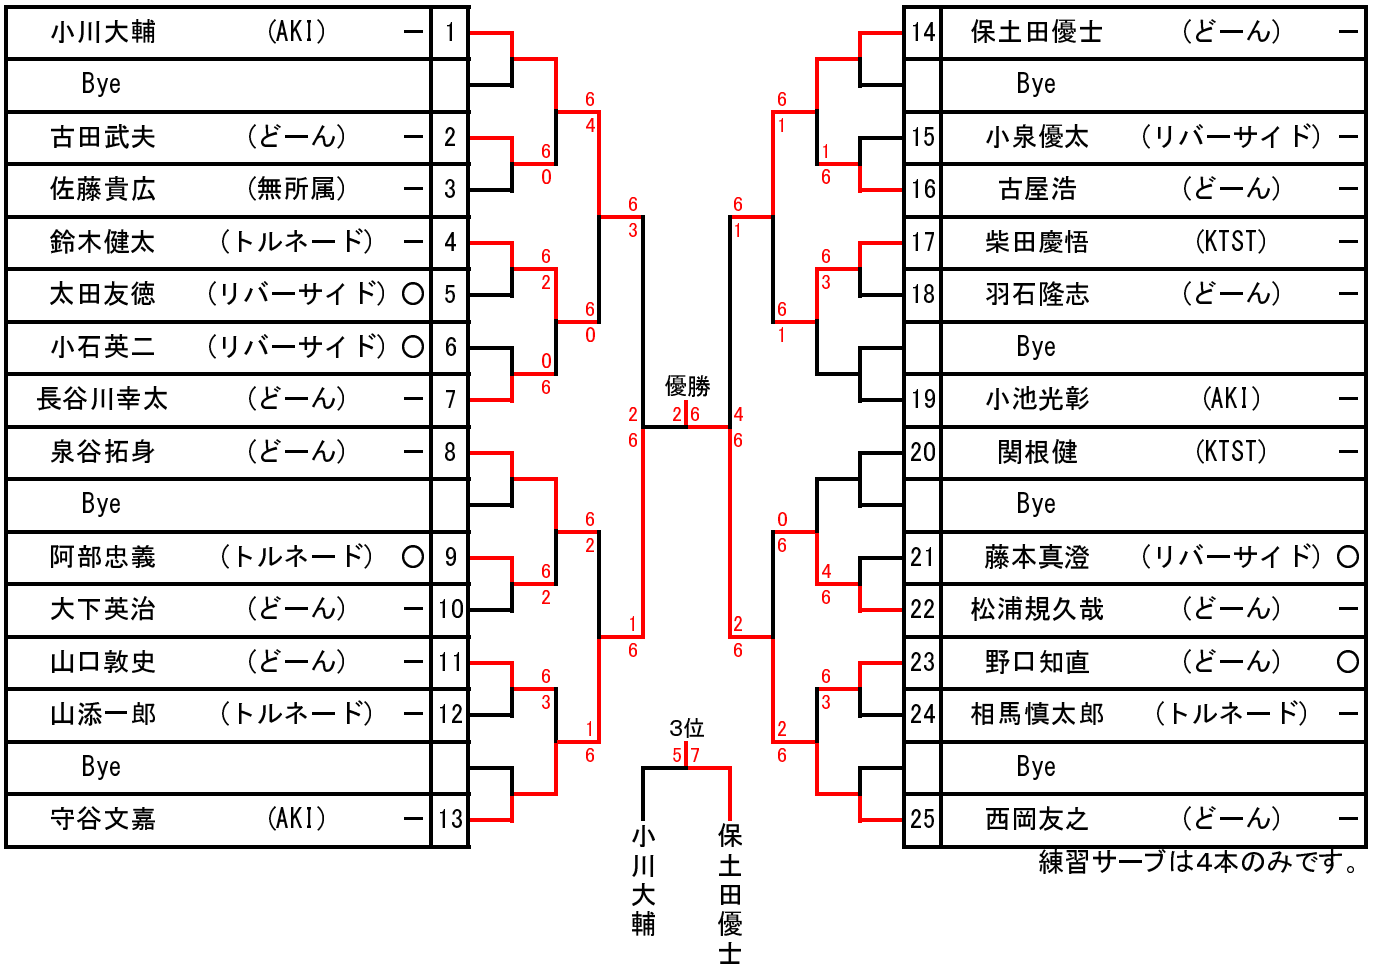 小川大輔 (AKI) － 1
Bye
古田武夫 (どーん) － 2
佐藤貴広 (無所属) － 3
鈴木健太 (トルネード) － 4
太田友徳 (リバーサイド) ○ 5
小石英二 (リバーサイド) ○ 6
長谷川幸太 (どーん) － 7
泉谷拓身 (どーん) － 8
Bye
阿部忠義 (トルネード) ○ 9
大下英治 (どーん) － 10
山口敦史 (どーん) － 11
山添一郎 (トルネード) － 12
Bye
守谷文嘉 (AKI) － 13
6
0
6
2
0
6
6
2
6
3
6
4
6
0
6
2
1
6
6
3
1
6
2
6
優勝
2 6
3位
5 7
小川大輔
保土田優士
4
6
6
1
2
6
6
1
6
1
0
6
2
6
1
6
6
3
4
6
6
3
14 保土田優士 (どーん) －
Bye
15 小泉優太 (リバーサイド) －
16 古屋浩 (どーん) －
17 柴田慶悟 (KTST) －
18 羽石隆志 (どーん) －
Bye
19 小池光彰 (AKI) －
20 関根健 (KTST) －
Bye
21 藤本真澄 (リバーサイド) ○
22 松浦規久哉 (どーん) －
23 野口知直 (どーん) ○
24 相馬慎太郎 (トルネード) －
Bye
25 西岡友之 (どーん) －
練習サーブは4本のみです。